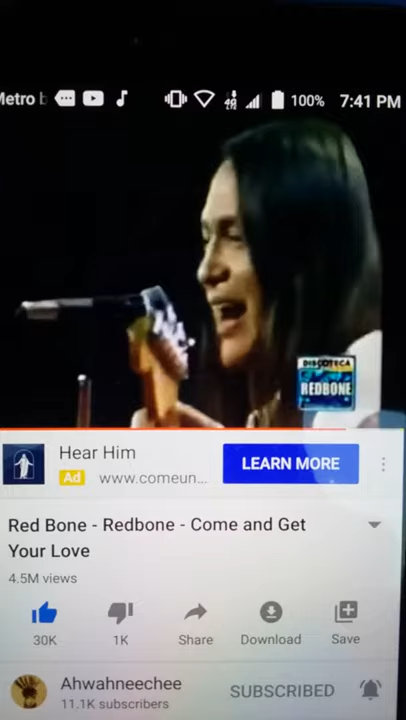 Metro
100% 7:41 PM
DISCOTECA
REDBONE
Hear Him
Ad www.comeun...
LEARN MORE
Red Bone - Redbone - Come and Get
Your Love
4.5M views
30K 1K Share Download Save
Ahwahneechee
11.1K subscribers
SUBSCRIBED